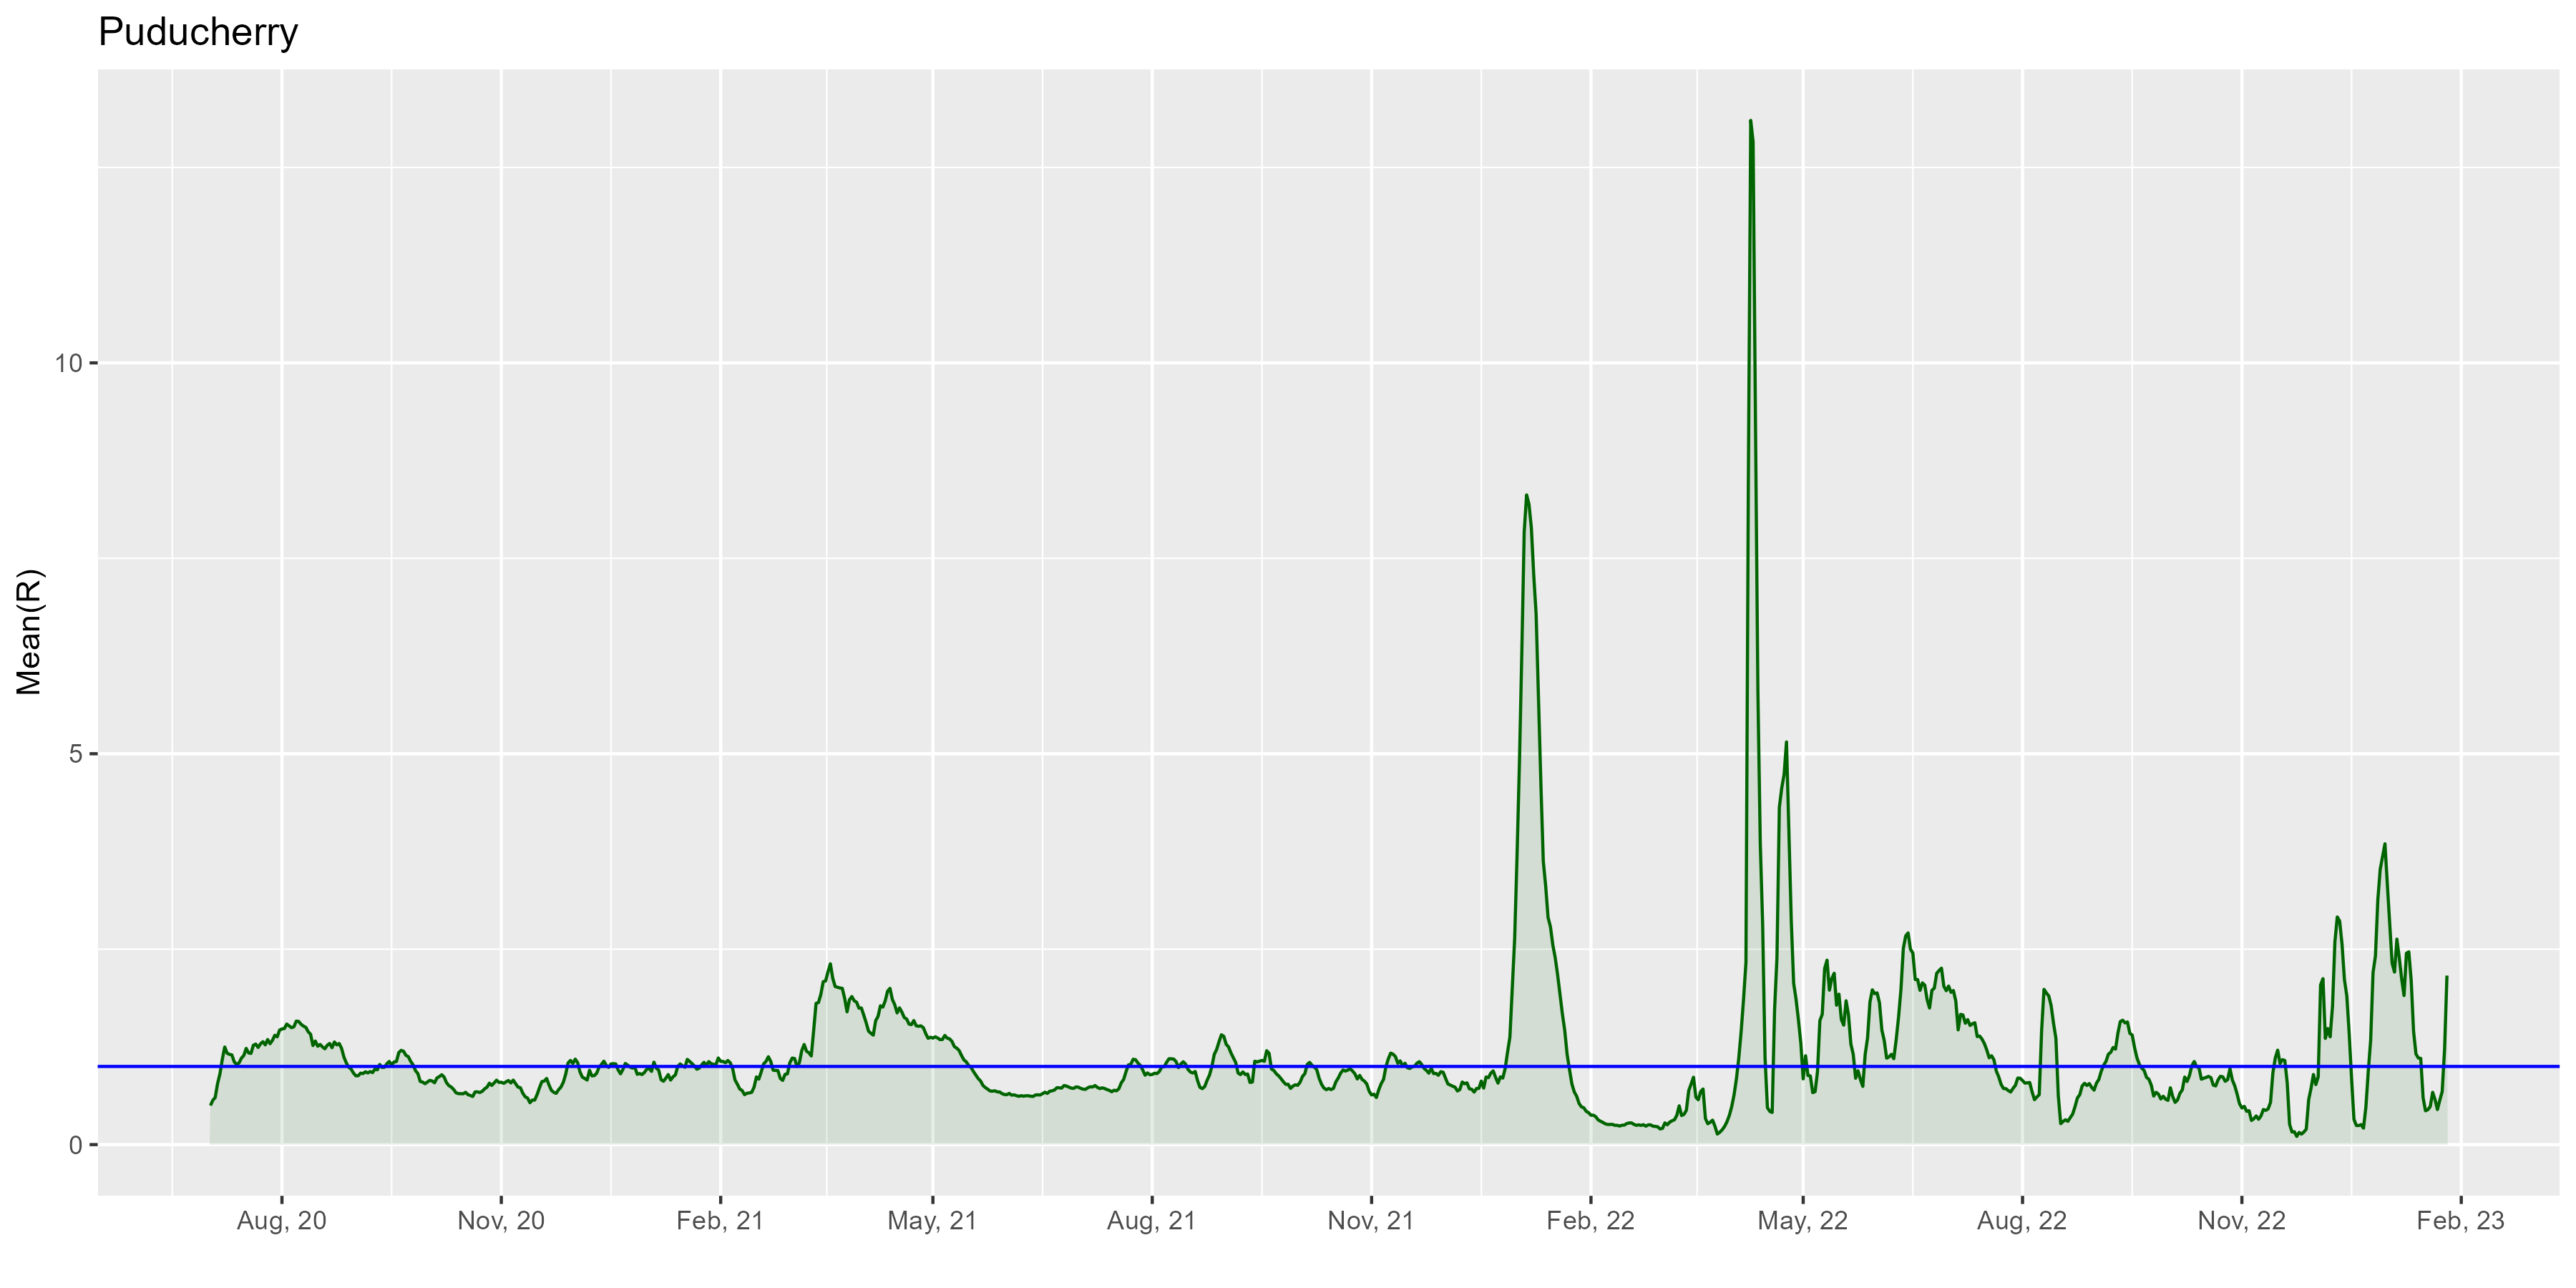 Puducherry
Mean(R)
10
5
0
Aug, 20
Nov, 20
Feb, 21
May, 21
Aug, 21
Nov, 21
Feb, 22
May, 22
Aug, 22
Nov, 22
Feb, 23